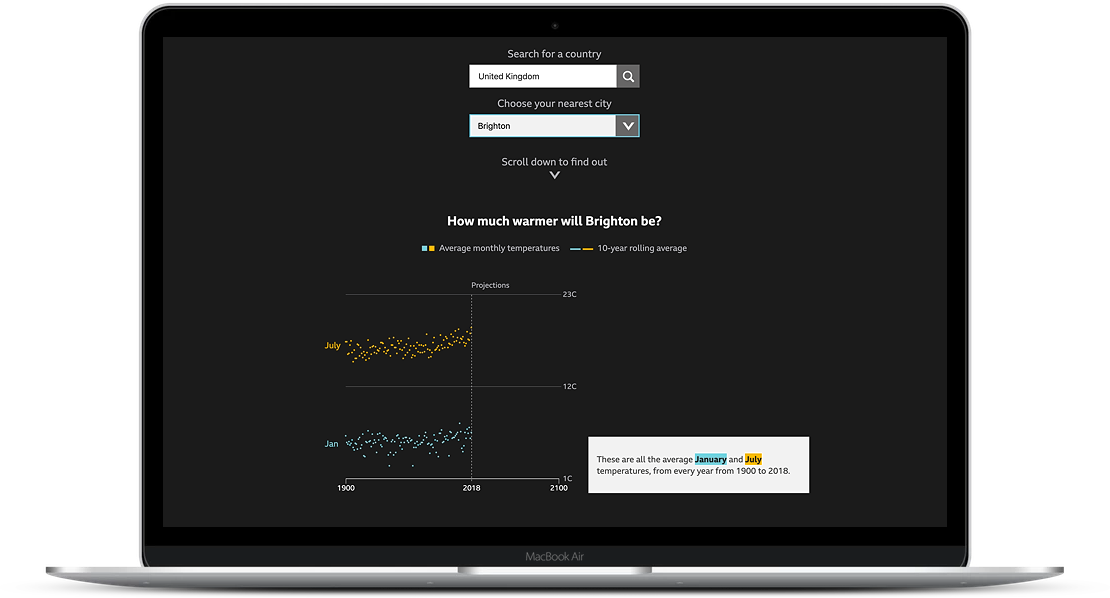 Search for a country
United Kingdom
Choose your nearest city
Brighton
Scroll down to find out
How much warmer will Brighton be?
Average monthly temperatures 10-year rolling average
Projections
23C
July
12C
Jan
1C
1900 2018 2100
These are all the average January and July
temperatures, from every year from 1900 to 2018.
MacBook Air